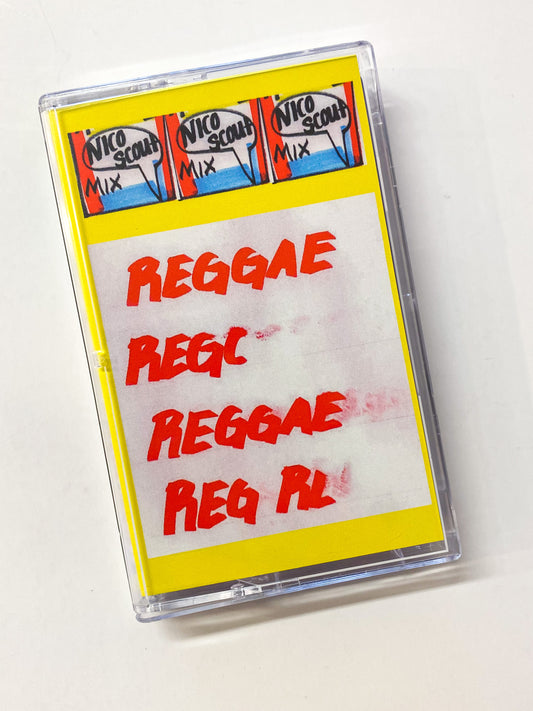 NICO SCOUT MIX NICO SCOUT MIX NICO SCOUT MIX
REGGAE
REGC
REGGAE
REG RL